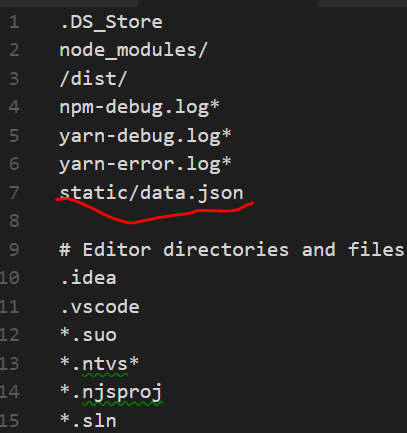 1 .DS_Store
2 node_modules/
3 /dist/
4 npm-debug.log*
5 yarn-debug.log*
6 yarn-error.log*
7 static/data.json
8
9 # Editor directories and files
10 .idea
11 .vscode
12 *.suo
13 *.ntvs*
14 *.njsproj
15 *.sln